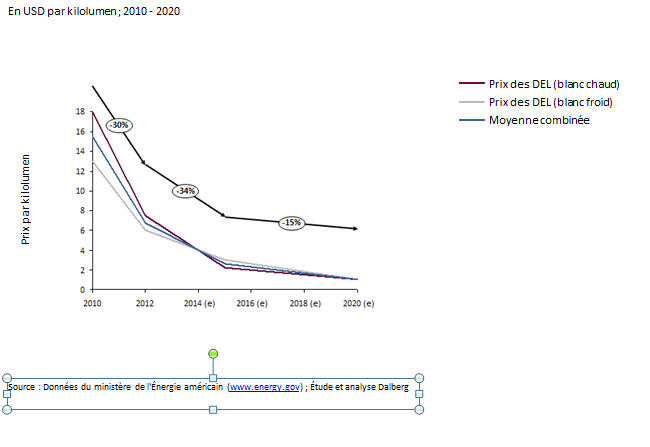 En USD par kilolumen; 2010 - 2020
Prix des DEL (blanc chaud)
Prix des DEL (blanc froid)
Moyenne combinée
Prix par kilolumen
18
16
14
12
10
8
6
4
2
0
-30%
-34%
-15%
2010 2012 2014 (e) 2016 (e) 2018 (e) 2020 (e)
Source : Données du ministère de l'Énergie américain (www.energy.gov) ; Étude et analyse Dalberg